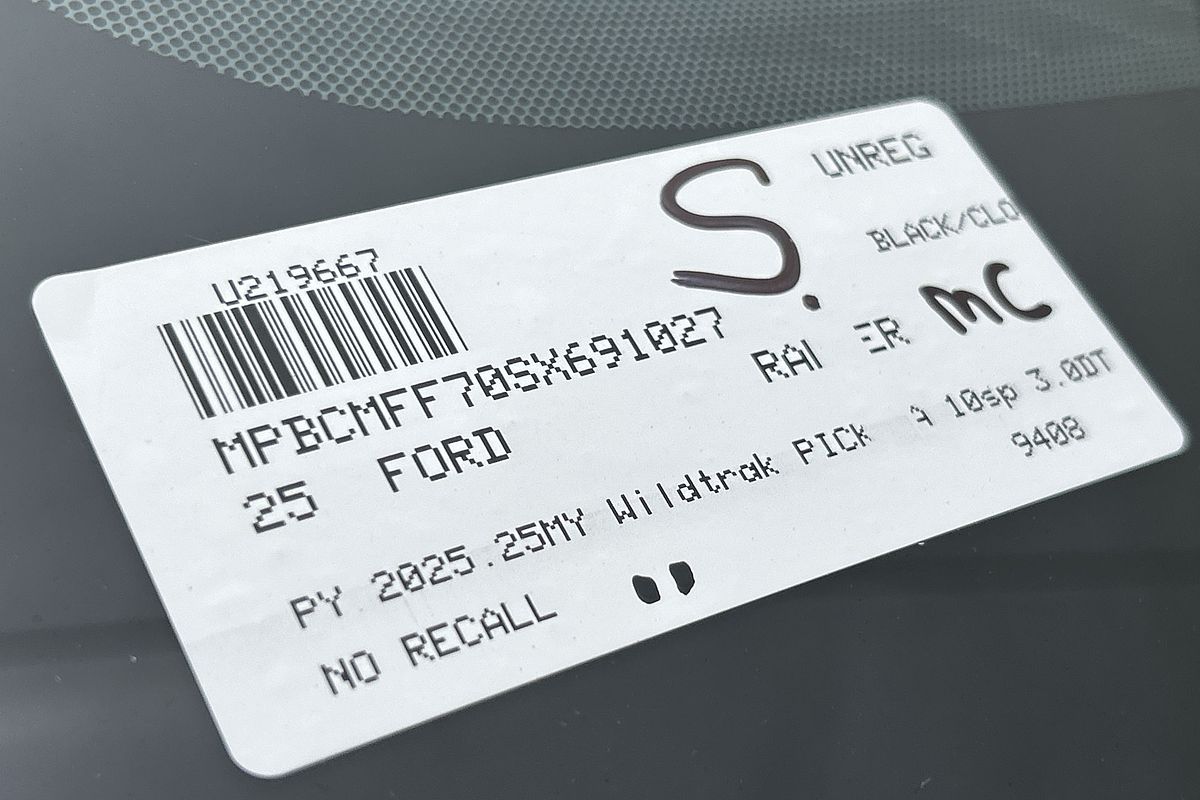 S. UNREG
BLACK/CLO
U219667
MPBCMFF70SX691027
25 FORD RAI ER MC
PY 2025.25MY Wildtrak PICK A 10sp 3.0DT
NO RECALL 9408